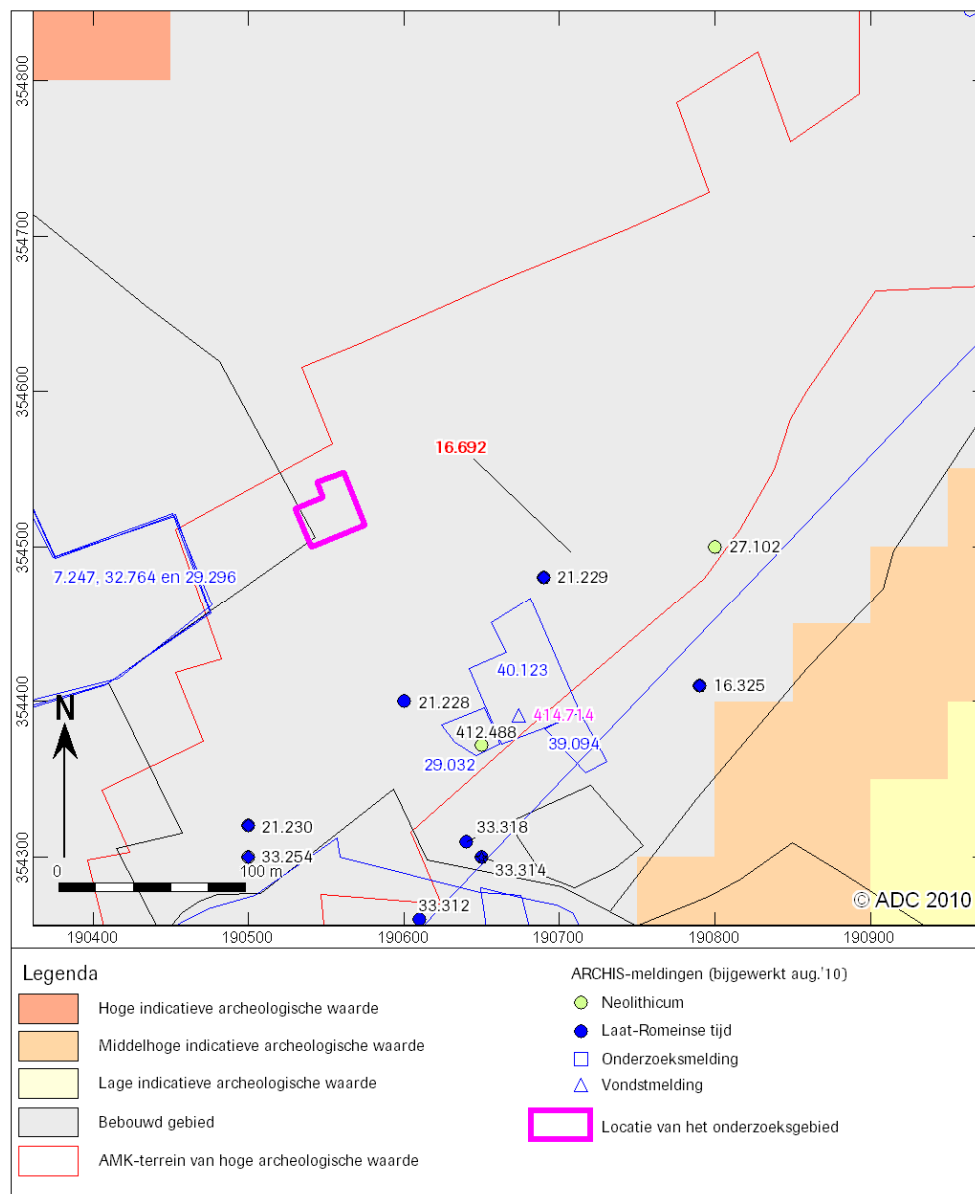 354800
354700
354600
354500
354400
354300
16.692
27.102
7.247, 32.764 en 29.296
21.229
40.123
16.325
21.228
414.714
412.488
39.094
29.032
N
21.230
33.318
33.254
33.314
0
100 m
33.312
© ADC 2010
190400
190500
190600
190700
190800
190900
Legenda
Hoge indicatieve archeologische waarde
Middelhoge indicatieve archeologische waarde
Lage indicatieve archeologische waarde
Bebouwd gebied
AMK-terrein van hoge archeologische waarde
ARCHIS-meldingen (bijgewerkt aug.'10)
Neolithicum
Laat-Romeinse tijd
Onderzoeksmelding
Vondstmelding
Locatie van het onderzoeksgebied